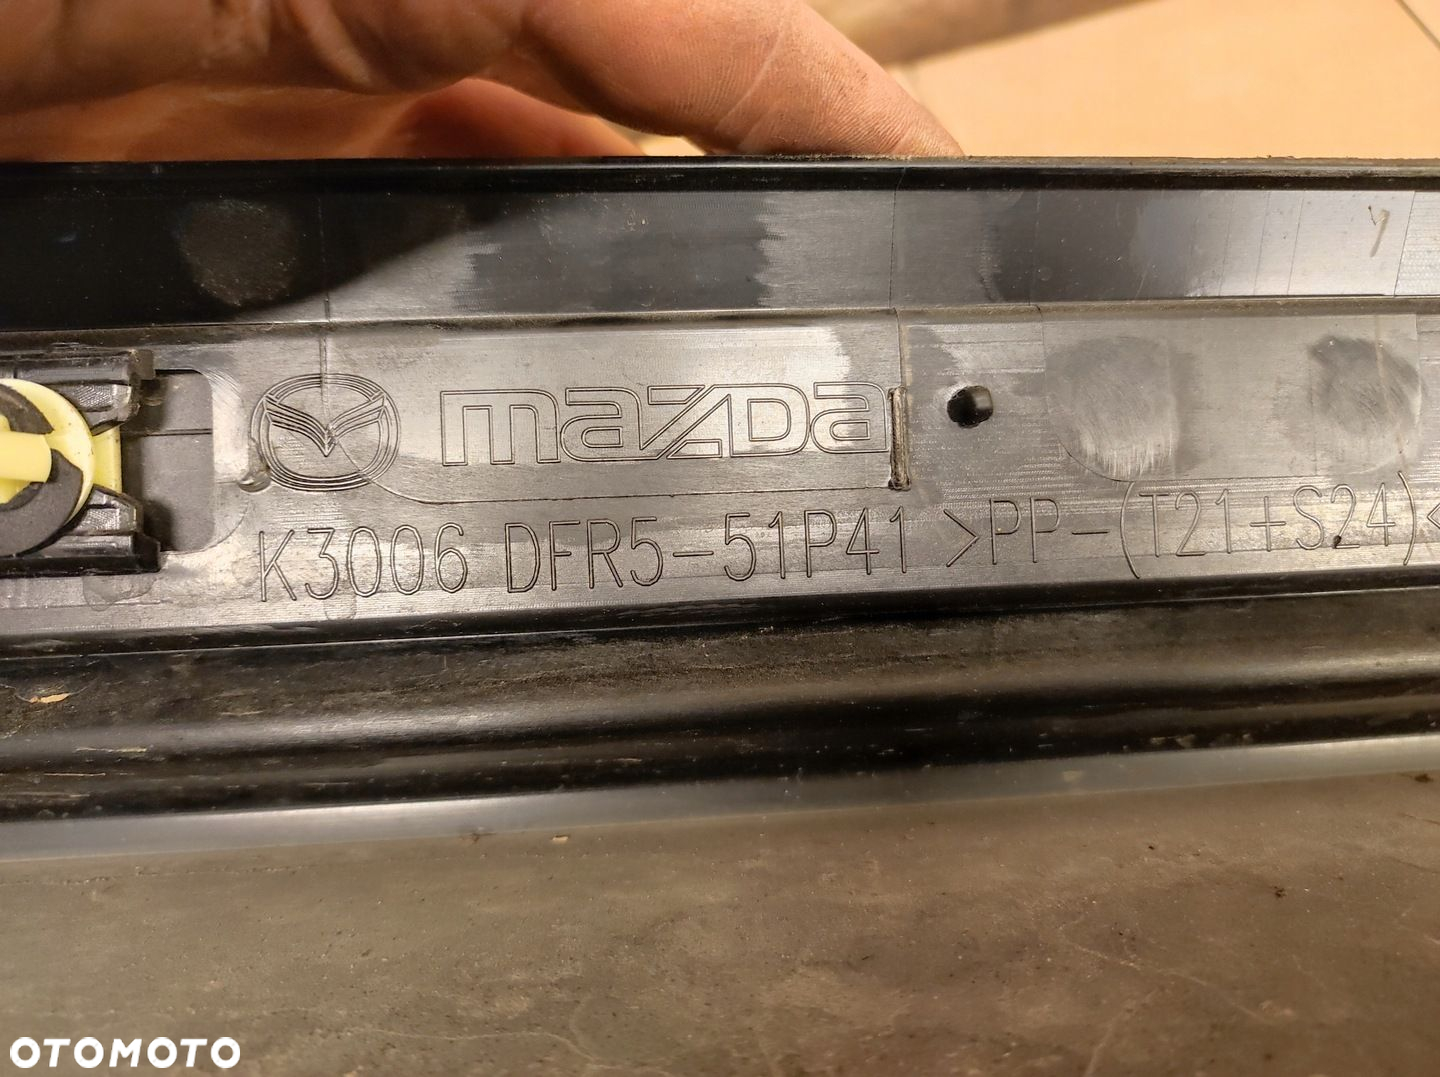 mazda
K3006 DFR5-51P41 >PP-(T21+S24)<
OTOMOTO